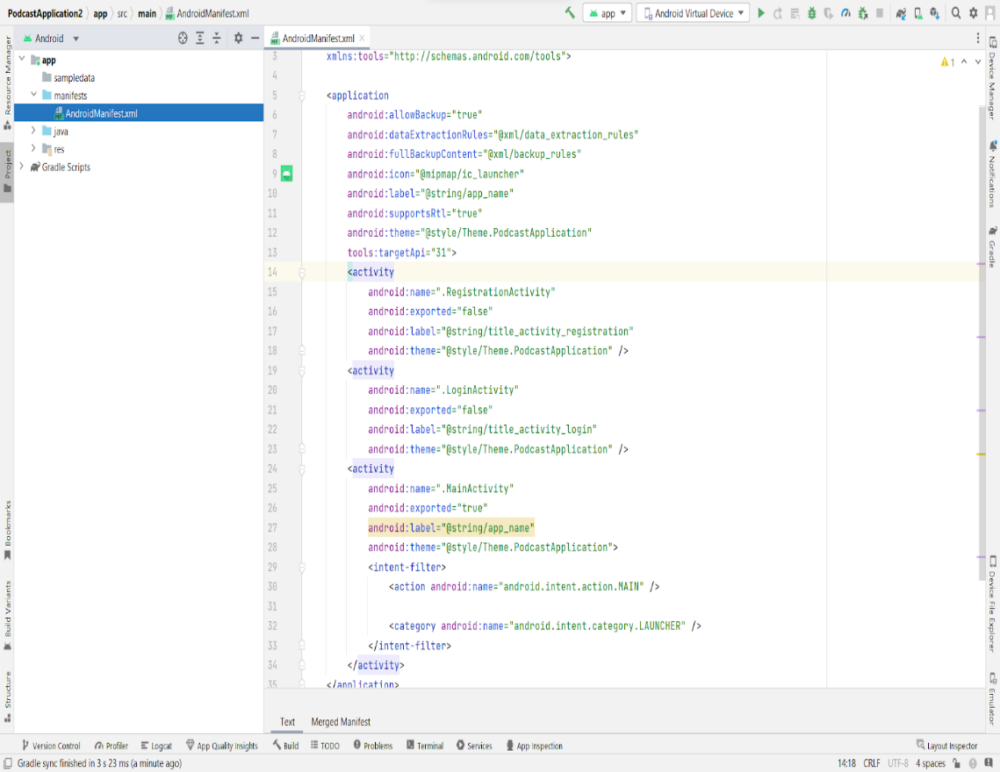 PodcastApplication2 app src main AndroidManifest.xml app Android Virtual Device
Android AndroidManifest.xml
Resource Manager
Project
Bookmarks
Build Variants
Structure
app
sampledata
manifests
AndroidManifest.xml
java
res
Gradle Scripts
1
3 xmlns:tools="http://schemas.android.com/tools">
4
5 <application
6 android:allowBackup="true"
7 android:dataExtractionRules="@xml/data_extraction_rules"
8 android:fullBackupContent="@xml/backup_rules"
9 android:icon="@mipmap/ic_launcher"
10 android:label="@string/app_name"
11 android:supportsRtl="true"
12 android:theme="@style/Theme.PodcastApplication"
13 tools:targetApi="31">
14 <activity
15 android:name=".RegistrationActivity"
16 android:exported="false"
17 android:label="@string/title_activity_registration"
18 android:theme="@style/Theme.PodcastApplication" />
19 <activity
20 android:name=".LoginActivity"
21 android:exported="false"
22 android:label="@string/title_activity_login"
23 android:theme="@style/Theme.PodcastApplication" />
24 <activity
25 android:name=".MainActivity"
26 android:exported="true"
27 android:label="@string/app_name"
28 android:theme="@style/Theme.PodcastApplication">
29 <intent-filter>
30 <action android:name="android.intent.action.MAIN" />
31
32 <category android:name="android.intent.category.LAUNCHER" />
33 </intent-filter>
34 </activity>
35 </application>
Device Manager
Notifications
Gradle
Device File Explorer
Emulator
Text Merged Manifest
Version Control Profiler Logcat App Quality Insights Build TODO Problems Terminal Services App Inspection Layout Inspector
Gradle sync finished in 3 s 23 ms (a minute ago) 14:18 CRLF UTF-8 4 spaces